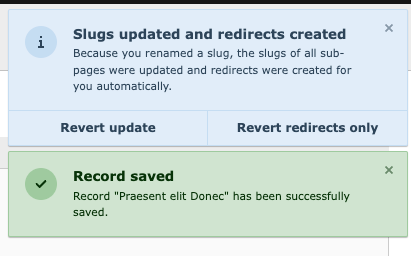 Slugs updated and redirects created
Because you renamed a slug, the slugs of all sub-
pages were updated and redirects were created for
you automatically.
Revert update
Revert redirects only
Record saved
Record "Praesent elit Donec" has been successfully
saved.